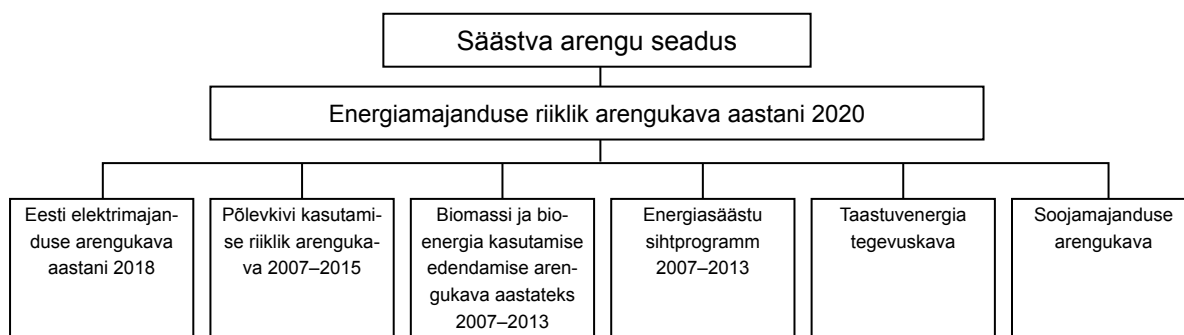 Säästva arengu seadus
Energiamajanduse riiklik arengukava aastani 2020
Eesti elektrimajan-
duse arengukava
aastani 2018
Põlevkivi kasutami-
se riiklik arenguka-
va 2007–2015
Biomassi ja bio-
energia kasutamise
edendamise aren-
gukava aastateks
2007–2013
Energiasäästu
sihtprogramm
2007–2013
Taastuvenergia
tegevuskava
Soojamajanduse
arengukava